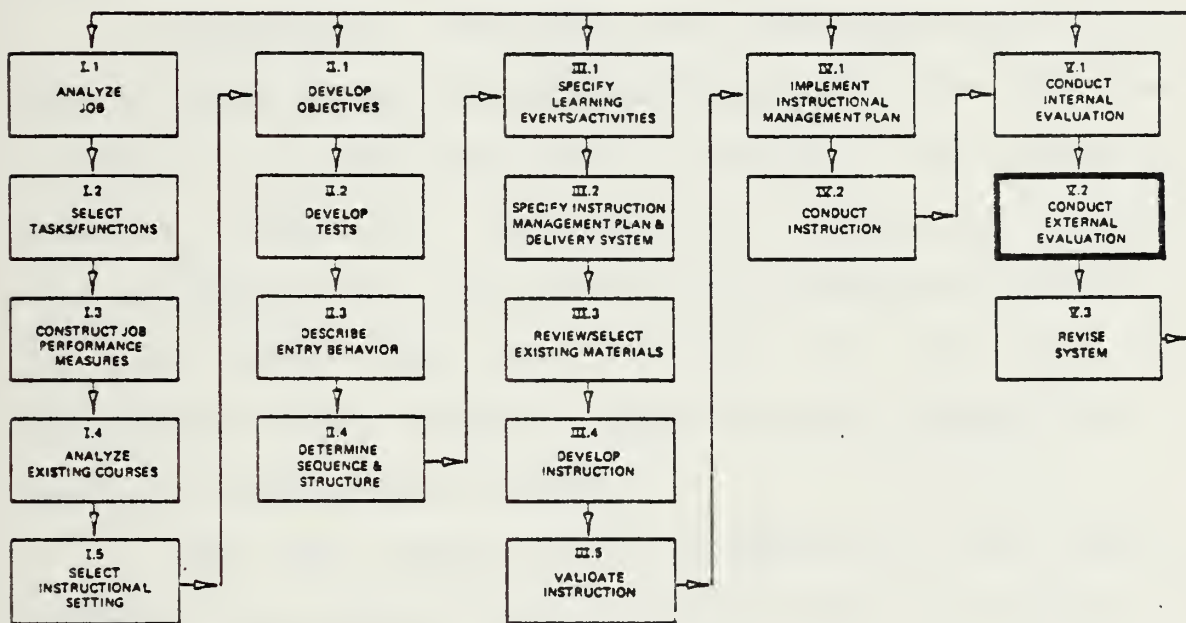 I.1
ANALYZE
JOB
I.2
SELECT
TASKS/FUNCTIONS
I.3
CONSTRUCT JOB
PERFORMANCE
MEASURES
I.4
ANALYZE
EXISTING COURSES
I.5
SELECT
INSTRUCTIONAL
SETTING
II.1
DEVELOP
OBJECTIVES
II.2
DEVELOP
TESTS
II.3
DESCRIBE
ENTRY BEHAVIOR
II.4
DETERMINE
SEQUENCE &
STRUCTURE
III.1
SPECIFY
LEARNING
EVENTS/ACTIVITIES
III.2
SPECIFY INSTRUCTION
MANAGEMENT PLAN &
DELIVERY SYSTEM
III.3
REVIEW/SELECT
EXISTING MATERIALS
III.4
DEVELOP
INSTRUCTION
III.5
VALIDATE
INSTRUCTION
IV.1
IMPLEMENT
INSTRUCTIONAL
MANAGEMENT PLAN
IV.2
CONDUCT
INSTRUCTION
V.1
CONDUCT
INTERNAL
EVALUATION
V.2
CONDUCT
EXTERNAL
EVALUATION
V.3
REVISE
SYSTEM